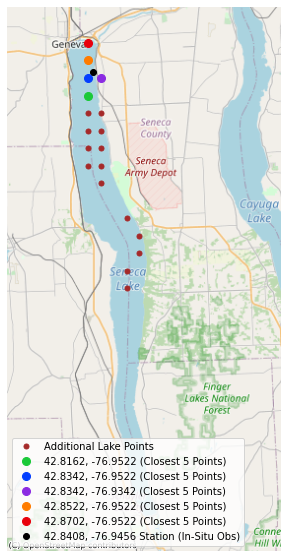 Geneva
Seneca
County
Seneca
Army Depot
Cayuga
Lake
Seneca
Lake
Finger
Lakes National
Forest
Additional Lake Points
42.8162, -76.9522 (Closest 5 Points)
42.8342, -76.9522 (Closest 5 Points)
42.8342, -76.9342 (Closest 5 Points)
42.8522, -76.9522 (Closest 5 Points)
42.8702, -76.9522 (Closest 5 Points)
42.8408, -76.9456 Station (In-Situ Obs)
Conne
Hill W
(C) OpenStreetMap contributors